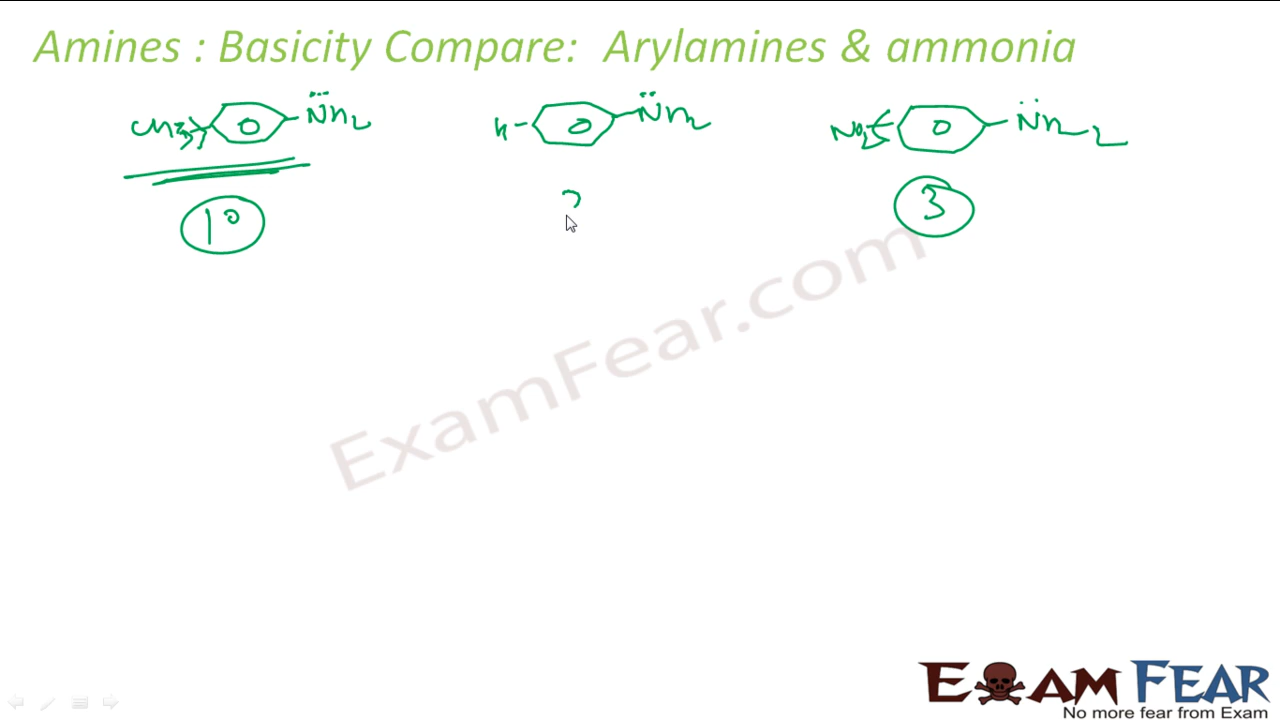 Amines : Basicity Compare: Arylamines & ammonia
CH3 NH2 H NH2 NO2 NH2
1° 2 3
ExamFear.com
EXAM FEAR
No more fear from Exam